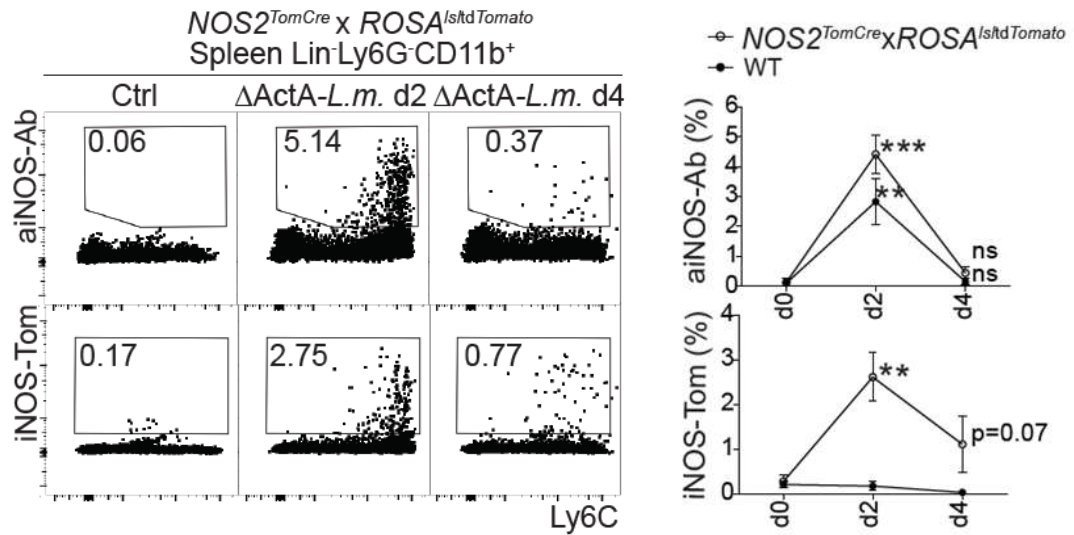 NOS2TomCre x ROSAlsltdTomato
Spleen Lin-Ly6G-CD11b+
Ctrl
ΔActA-L.m. d2
ΔActA-L.m. d4
aiNOS-Ab
0.06
5.14
0.37
iNOS-Tom
0.17
2.75
0.77
Ly6C
NOS2TomCrexROSAlsltdTomato
WT
aiNOS-Ab (%)
6
5
4
3
2
1
0
***
**
ns
ns
d0
d2
d4
iNOS-Tom (%)
4
3
2
1
0
**
p=0.07
d0
d2
d4